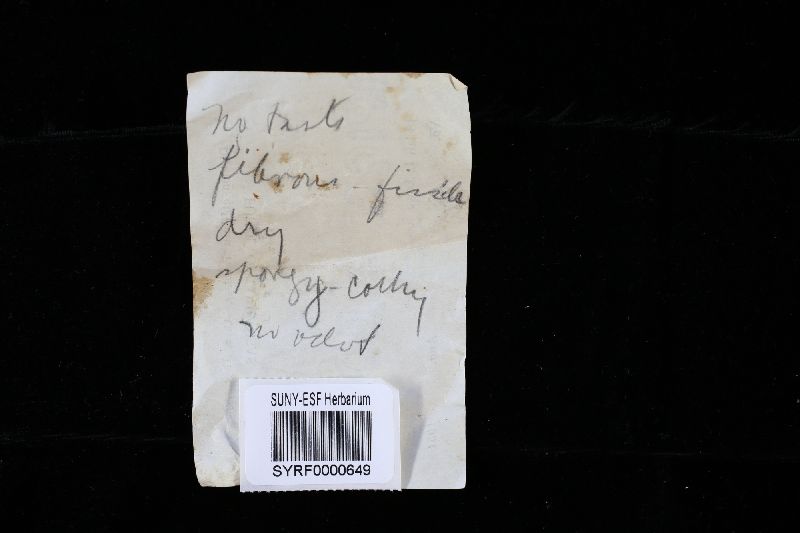 no taste
fibrous - fissile
dry
spongy - corky
no odor
SUNY-ESF Herbarium
SYRF0000649